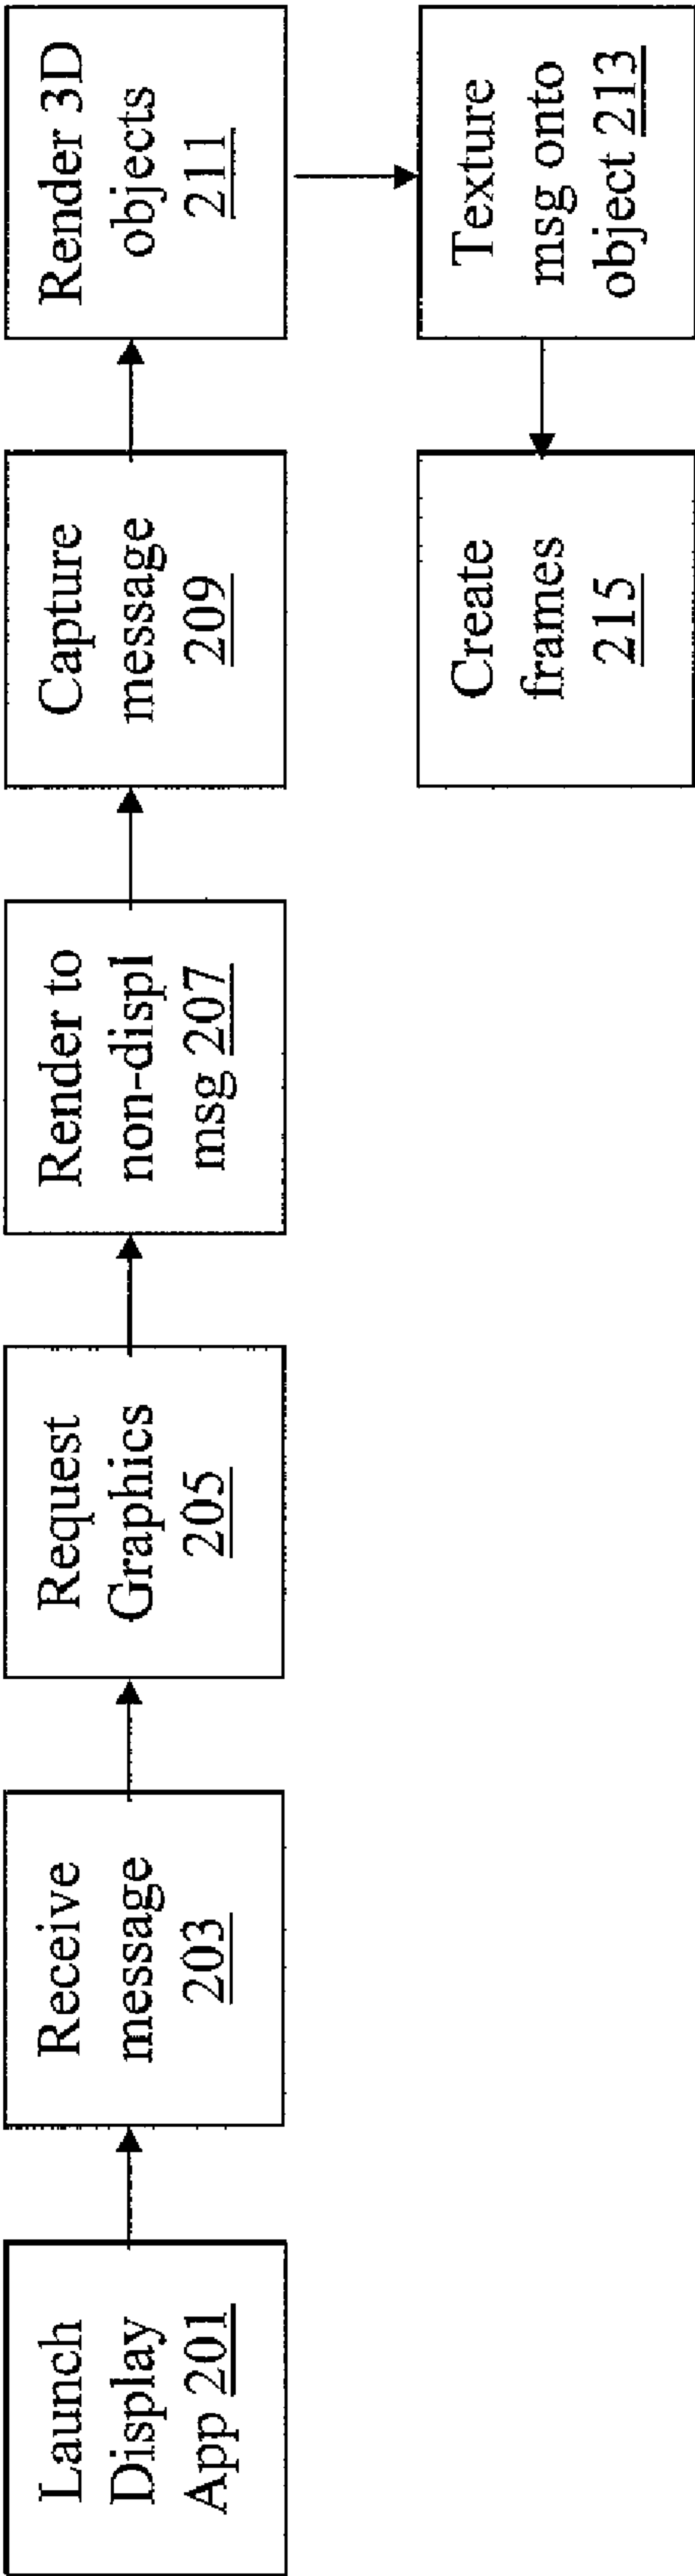 Launch
Display
App 201
Receive
message
203
Request
Graphics
205
Render to
non-displ
msg 207
Capture
message
209
Render 3D
objects
211
Texture
msg onto
object 213
Create
frames
215